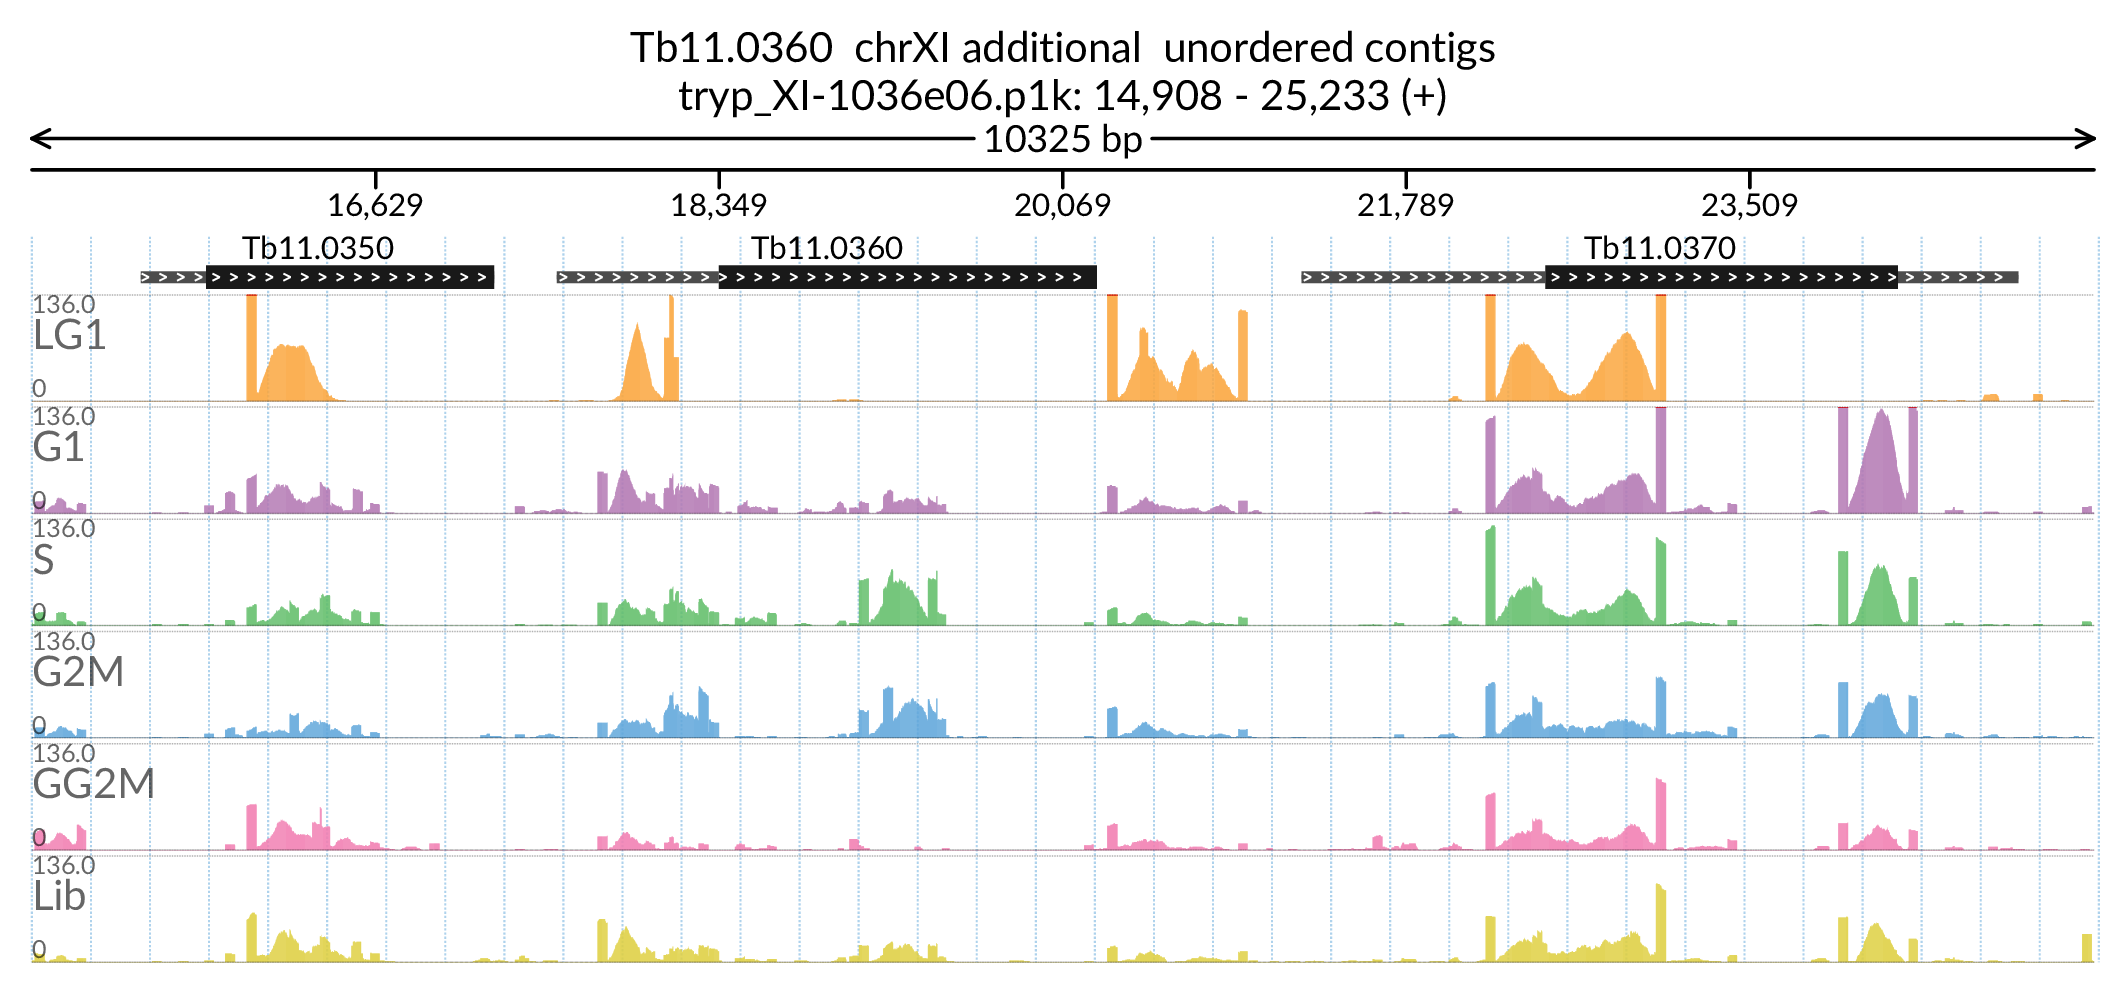 Tb11.0360 chrXI additional unordered contigs
tryp_XI-1036e06.p1k: 14,908 - 25,233 (+)
10325 bp
16,629 18,349 20,069 21,789 23,509
Tb11.0350 Tb11.0360 Tb11.0370
136.0
LG1
0
136.0
G1
0
136.0
S
0
136.0
G2M
0
136.0
GG2M
0
136.0
Lib
0